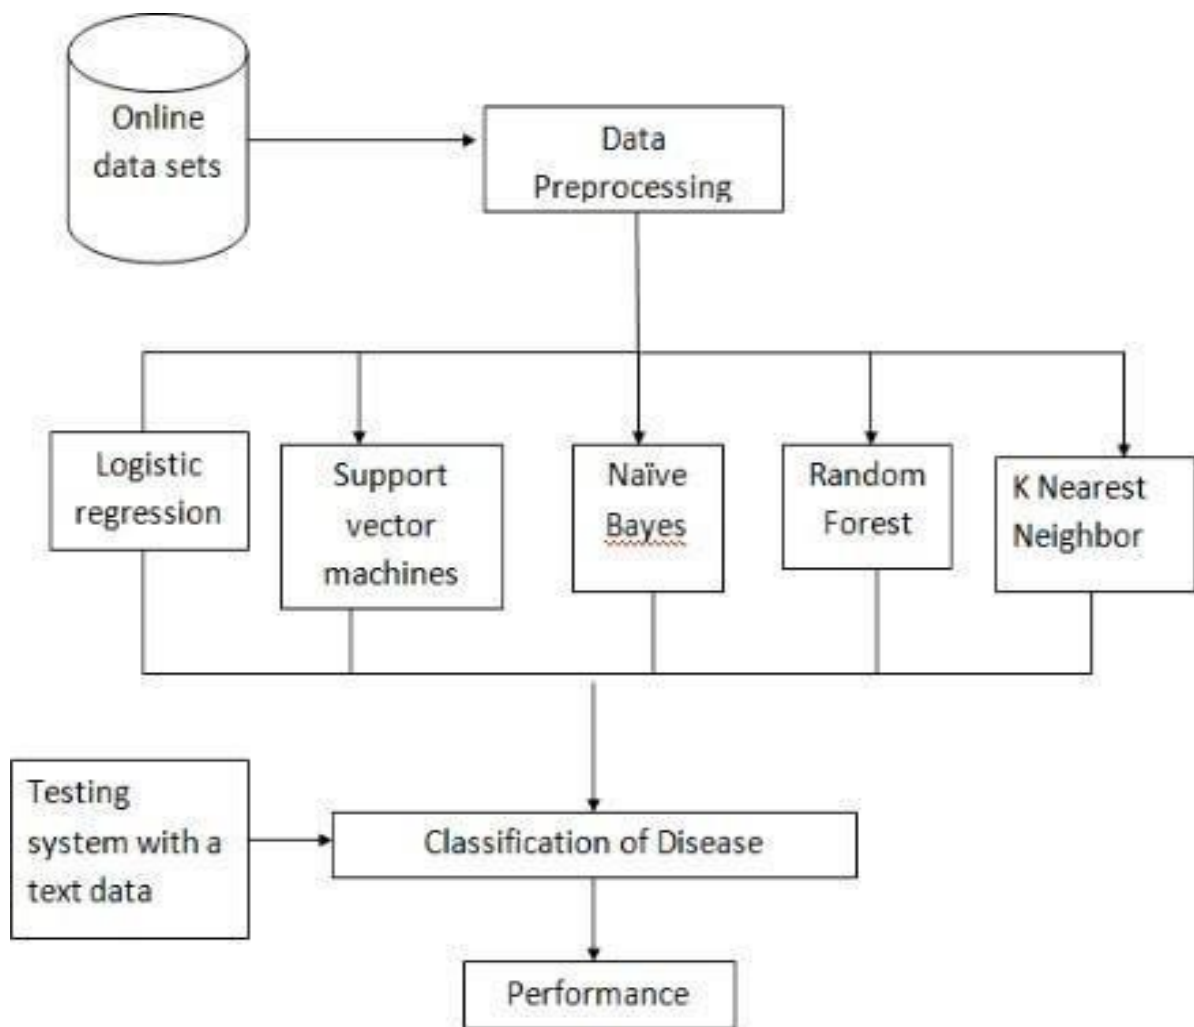 Online
data sets
Data
Preprocessing
Logistic
regression
Support
vector
machines
Naïve
Bayes
Random
Forest
K Nearest
Neighbor
Testing
system with a
text data
Classification of Disease
Performance